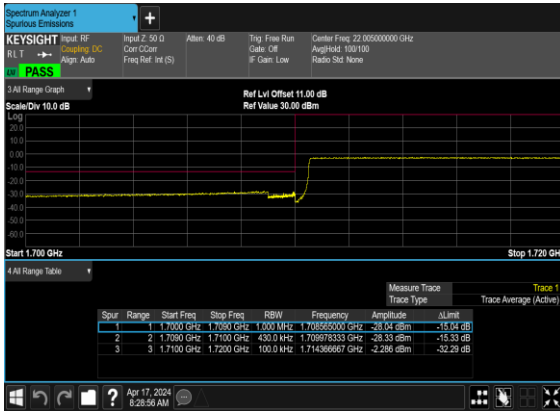 Spectrum Analyzer 1
Spurious Emissions
+
KEYSIGHT Input: RF Input Z: 50 Ω Atten: 40 dB Trig: Free Run Center Freq: 22.005000000 GHz
RLT Coupling: DC Corr CCorr Gate: Off Avg|Hold: 100/100
Align: Auto Freq Ref: Int (S) IF Gain: Low Radio Std: None
PASS
3 All Range Graph
Ref Lvl Offset 11.00 dB
Scale/Div 10.0 dB Ref Value 30.00 dBm
Log
20.0
10.0
0.00
-10.0
-20.0
-30.0
-40.0
-50.0
-60.0
Start 1.700 GHz Stop 1.720 GH
4 All Range Table
Measure Trace Trace 1
Trace Type Trace Average (Active)
Spur Range Start Freq Stop Freq RBW Frequency Amplitude ΔLimit
1 1 1.7000 GHz 1.7090 GHz 1.000 MHz 1.708565000 GHz -28.04 dBm -15.04 dB
2 2 1.7090 GHz 1.7100 GHz 430.0 kHz 1.709978333 GHz -28.33 dBm -15.33 dB
3 3 1.7100 GHz 1.7200 GHz 100.0 kHz 1.714366667 GHz -2.286 dBm -32.29 dB
? Apr 17, 2024
8:28:56 AM